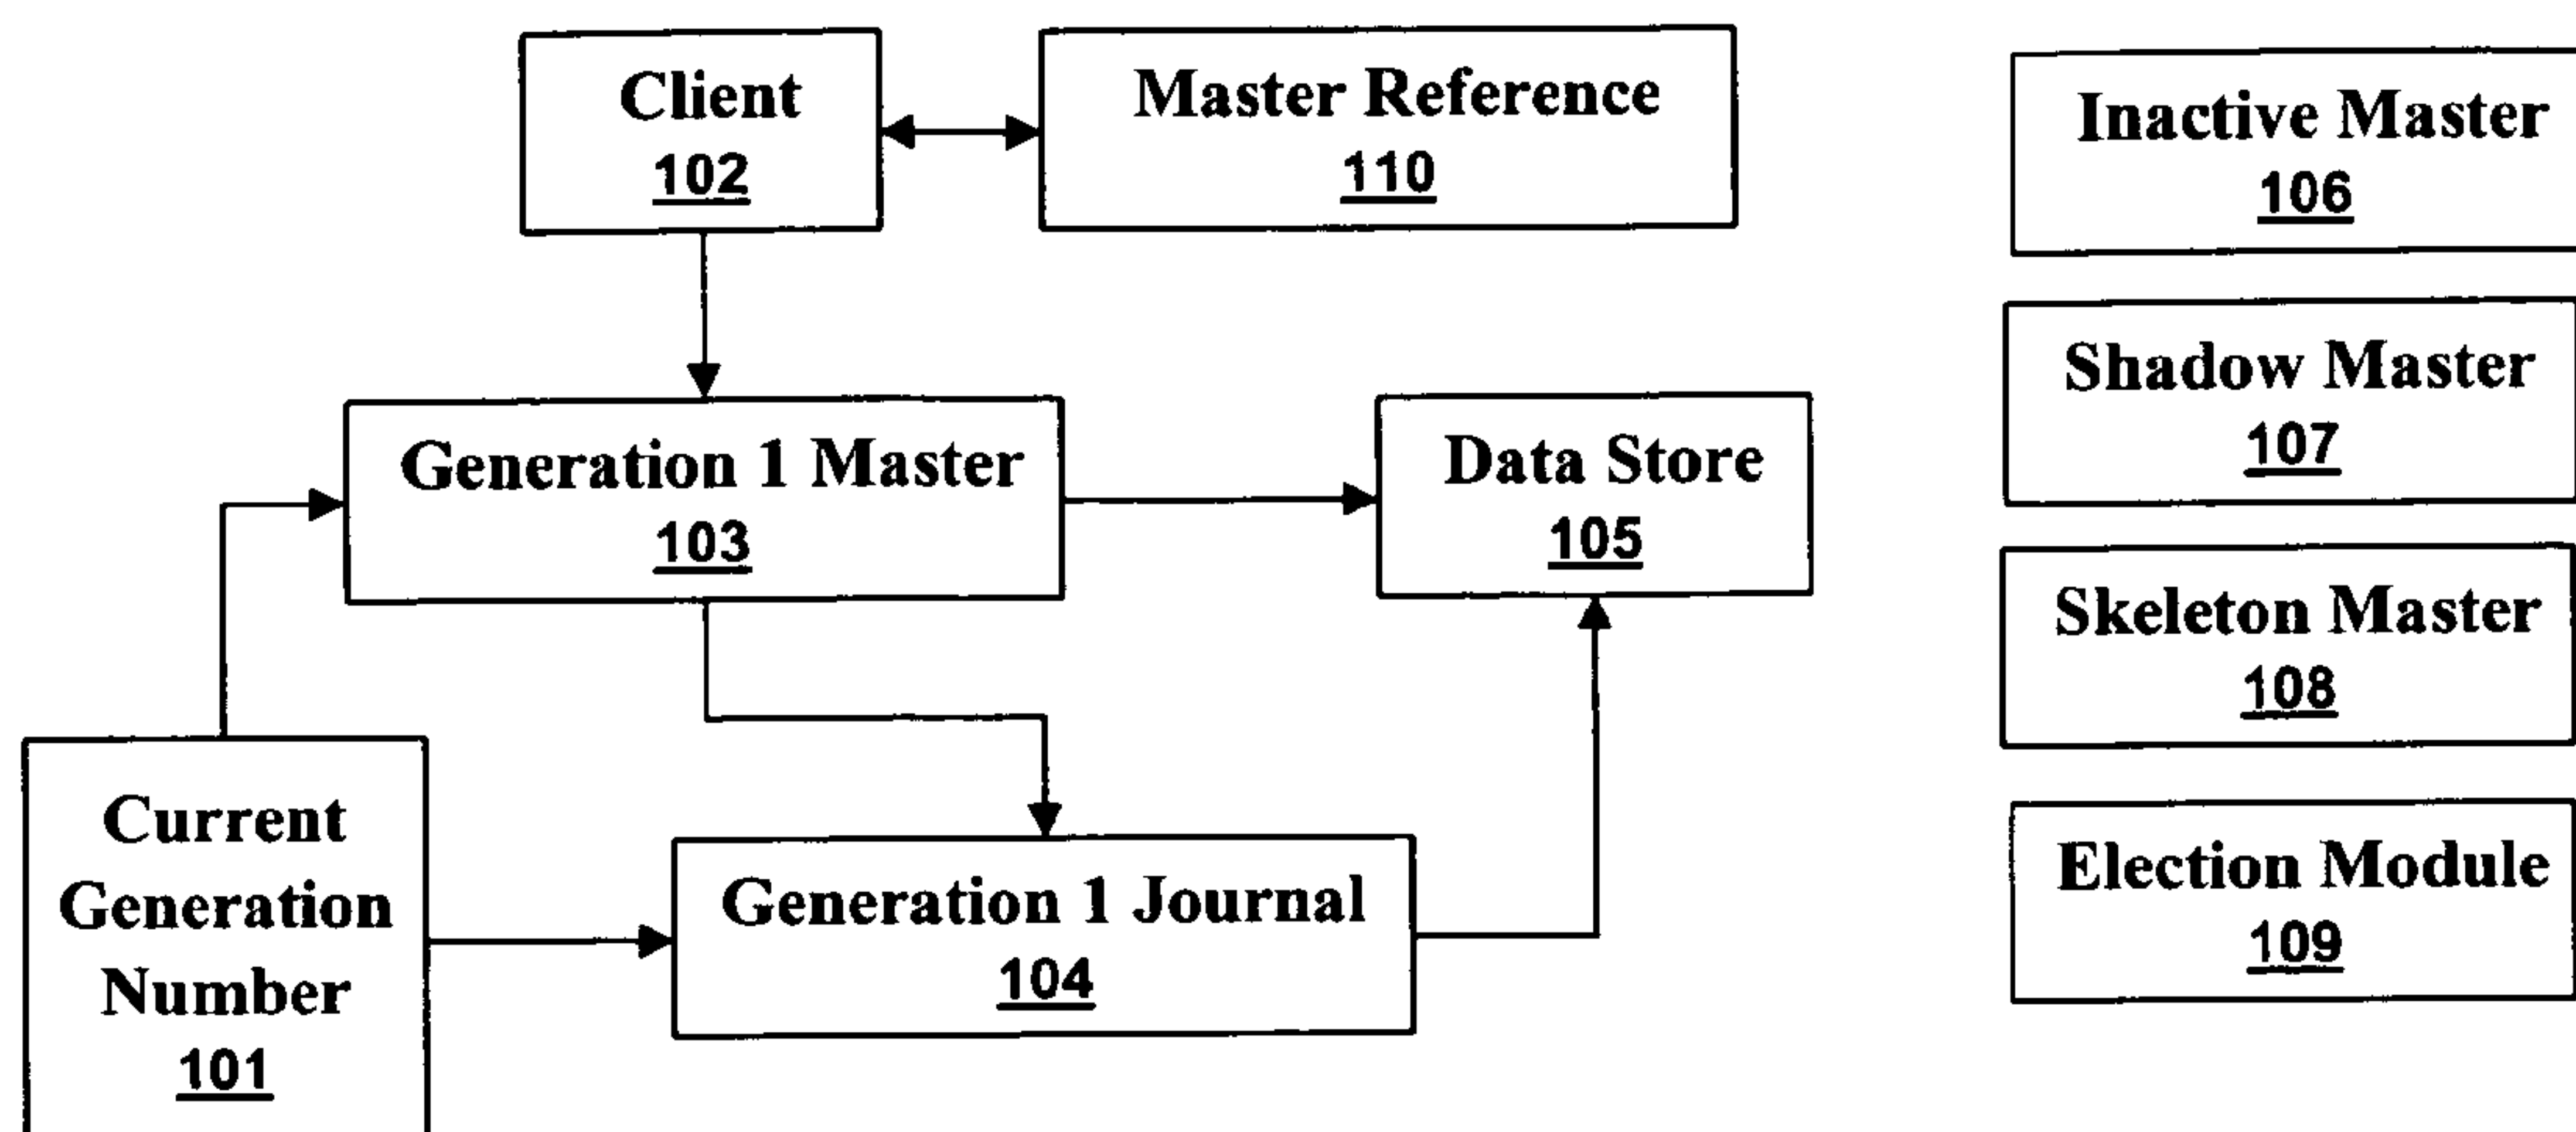 Client
102
Master Reference
110
Inactive Master
106
Shadow Master
107
Generation 1 Master
103
Data Store
105
Skeleton Master
108
Current
Generation
Number
101
Generation 1 Journal
104
Election Module
109